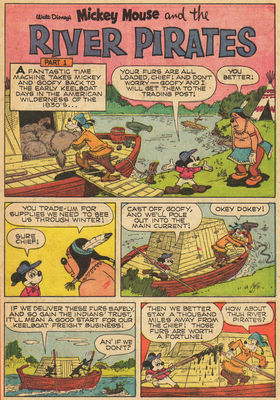 Walt Disney's Mickey Mouse and the
RIVER PIRATES
PART 1
A FANTASTIC TIME
MACHINE TAKES MICKEY
AND GOOFY BACK TO
THE EARLY KEELBOAT
DAYS IN THE AMERICAN
WILDERNESS OF THE
1830'S...
YOUR FURS ARE ALL
LOADED, CHIEF! AND DON'T
WORRY—GOOFY AND I
WILL GET THEM TO THE
TRADING POST!
YOU
BETTER!
YOU TRADE-UM FOR
SUPPLIES WE NEED TO SEE
US THROUGH WINTER!
SURE
CHIEF!
CAST OFF, GOOFY,
AND WE'LL POLE
OUT INTO THE
MAIN CURRENT!
OKEY DOKEY!
IF WE DELIVER THESE FURS SAFELY,
AND SO GAIN THE INDIANS' TRUST,
IT'LL MEAN A GOOD START FOR OUR
KEELBOAT FREIGHT BUSINESS!
AN' IF WE
DON'T?
THEN WE BETTER
STAY A THOUSAND
MILES AWAY FROM
THE CHIEF! THOSE
FURS ARE WORTH
A FORTUNE!
HOW ABOUT
THUH RIVER
PIRATES?